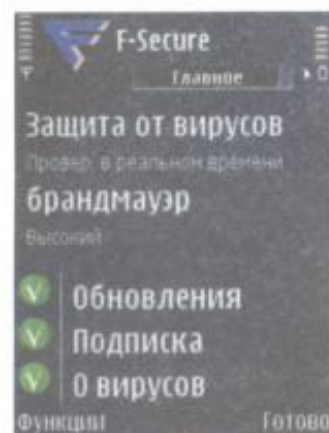 F-Secure
Главное
Защита от вирусов
Провер. в реальном времени
брандмауэр
Высокий
Обновления
Подписка
0 вирусов
Функции
Готово